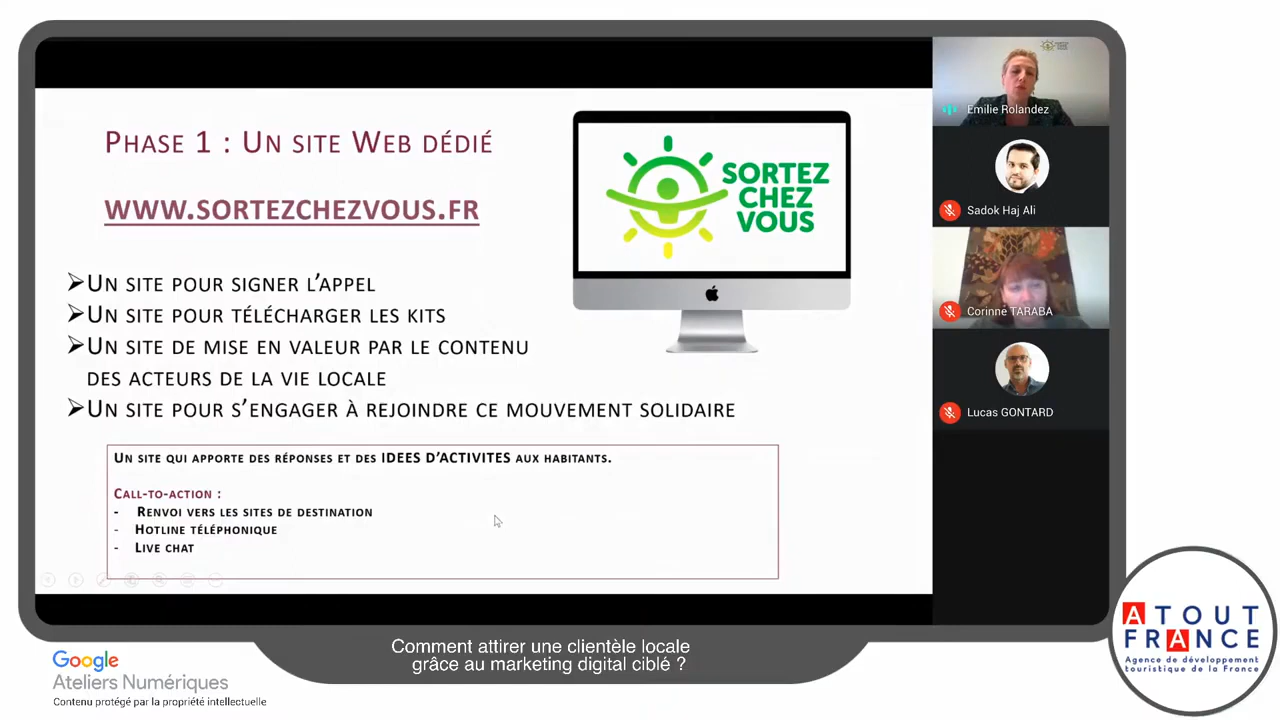 PHASE 1 : UN SITE WEB DÉDIÉ
WWW.SORTEZCHEZVOUS.FR
SORTEZ
CHEZ
VOUS
➢UN SITE POUR SIGNER L'APPEL
➢UN SITE POUR TÉLÉCHARGER LES KITS
➢UN SITE DE MISE EN VALEUR PAR LE CONTENU
DES ACTEURS DE LA VIE LOCALE
➢UN SITE POUR S'ENGAGER À REJOINDRE CE MOUVEMENT SOLIDAIRE
UN SITE QUI APPORTE DES RÉPONSES ET DES IDEES D'ACTIVITES AUX HABITANTS.
CALL-TO-ACTION :
- RENVOI VERS LES SITES DE DESTINATION
- HOTLINE TÉLÉPHONIQUE
- LIVE CHAT
Emilie Rolandez
Sadok Haj Ali
Corinne TARABA
Lucas GONTARD
Comment attirer une clientèle locale
grâce au marketing digital ciblé ?
Google
Ateliers Numériques
Contenu protégé par la propriété intellectuelle
ATOUT
FRANCE
Agence de développement
touristique de la France